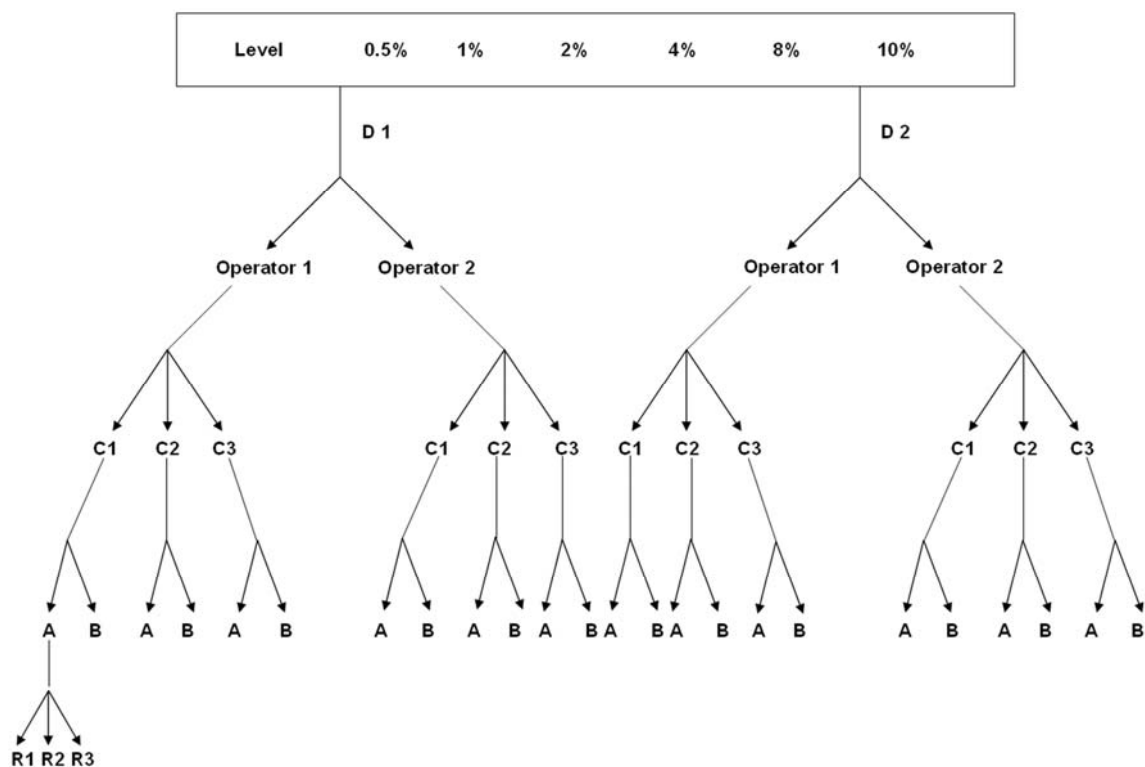 Level 0.5% 1% 2% 4% 8% 10%
D 1 D 2
Operator 1 Operator 2 Operator 1 Operator 2
C1 C2 C3 C1 C2 C3 C1 C2 C3 C1 C2 C3
A B A B A B A B A B A B A B A B A B A B A B A B
R1 R2 R3